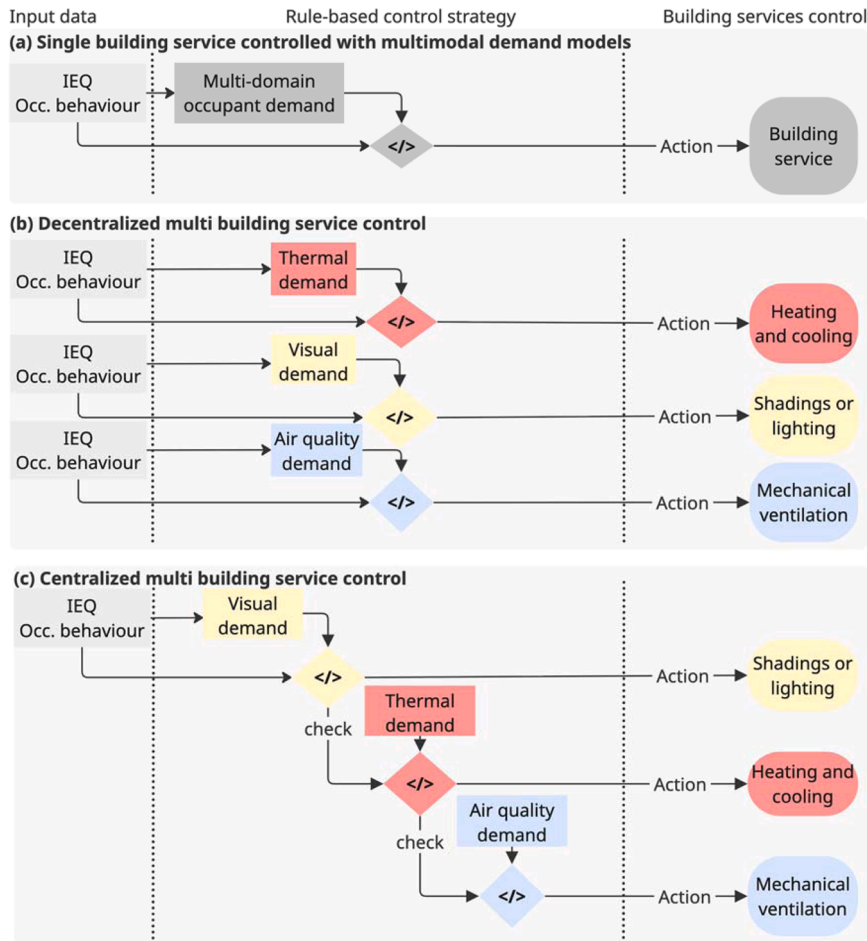 Input data
Rule-based control strategy
Building services control
(a) Single building service controlled with multimodal demand models
IEQ
Occ. behaviour
Multi-domain
occupant demand
</>
Action
Building
service
(b) Decentralized multi building service control
IEQ
Occ. behaviour
Thermal
demand
</>
Action
Heating
and cooling
IEQ
Occ. behaviour
Visual
demand
</>
Action
Shadings or
lighting
IEQ
Occ. behaviour
Air quality
demand
</>
Action
Mechanical
ventilation
(c) Centralized multi building service control
IEQ
Occ. behaviour
Visual
demand
</>
Action
Shadings or
lighting
check
Thermal
demand
</>
Action
Heating and
cooling
check
Air quality
demand
</>
Action
Mechanical
ventilation